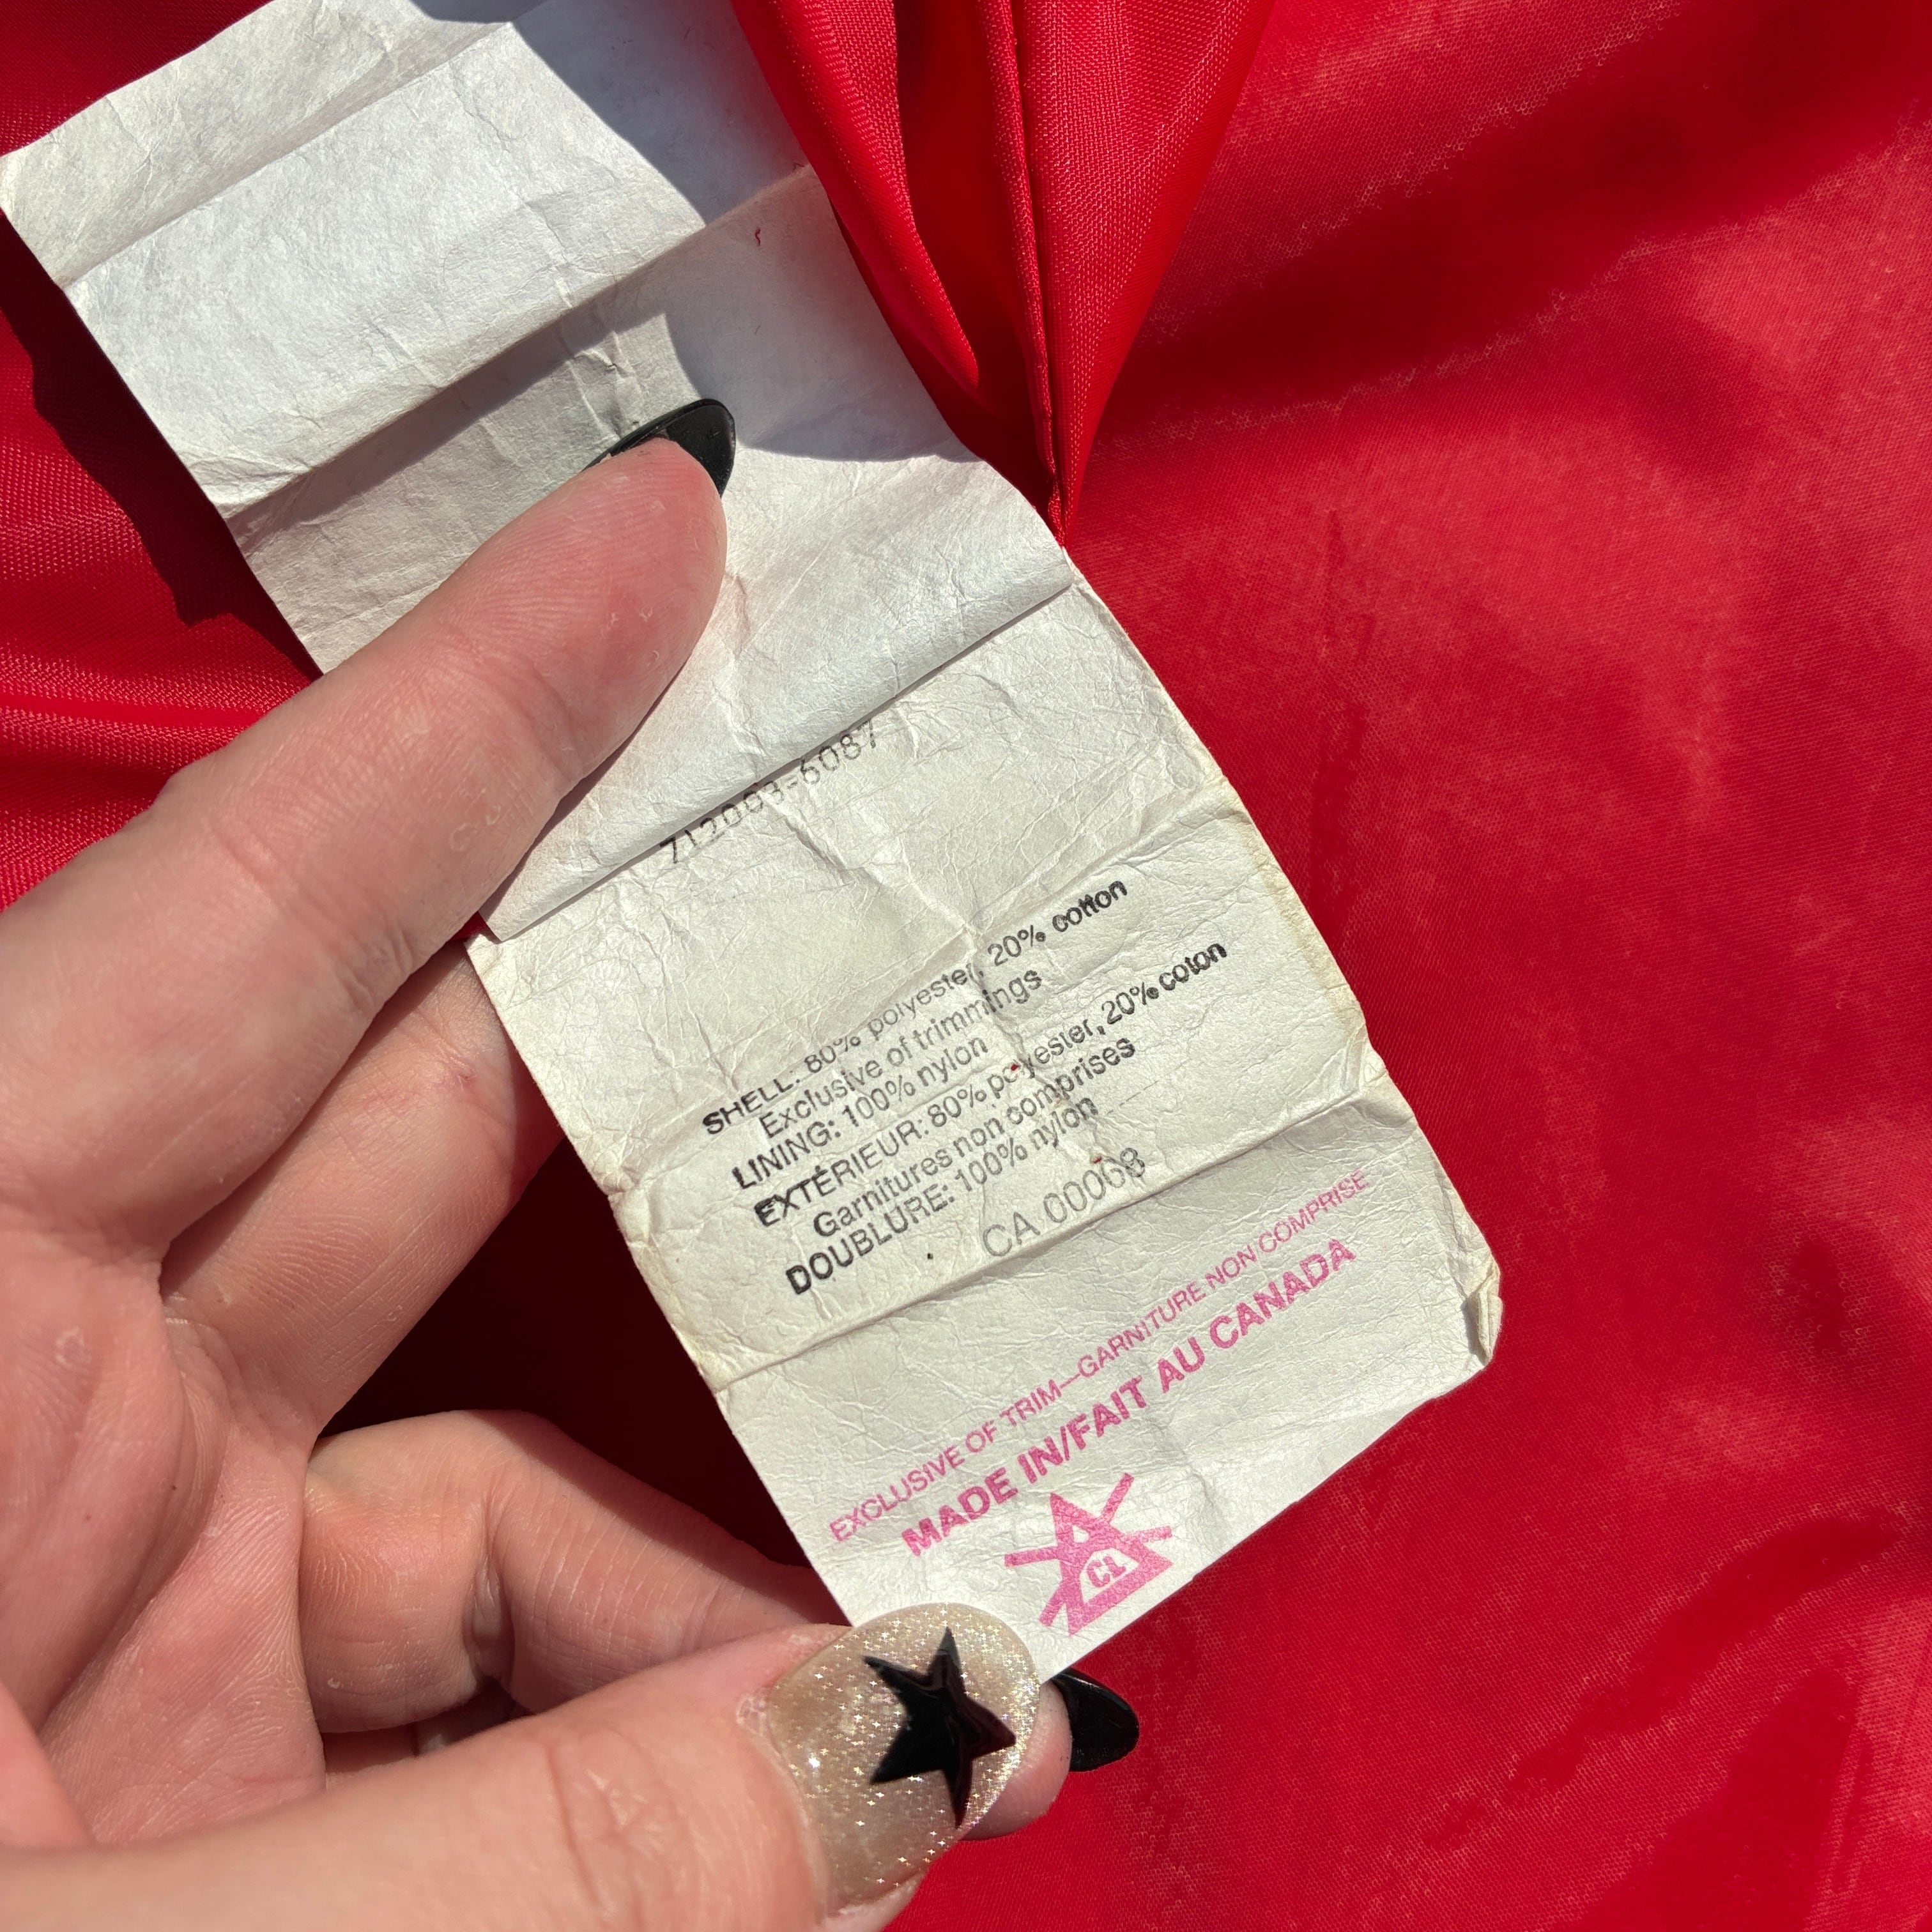 712003-6087
SHELL: 80% polyester, 20% cotton
Exclusive of trimmings
LINING: 100% nylon
EXTÉRIEUR: 80% polyester, 20% coton
Garnitures non comprises
DOUBLURE: 100% nylon
CA 00068
EXCLUSIVE OF TRIM—GARNITURE NON COMPRISE
MADE IN/FAIT AU CANADA
CL